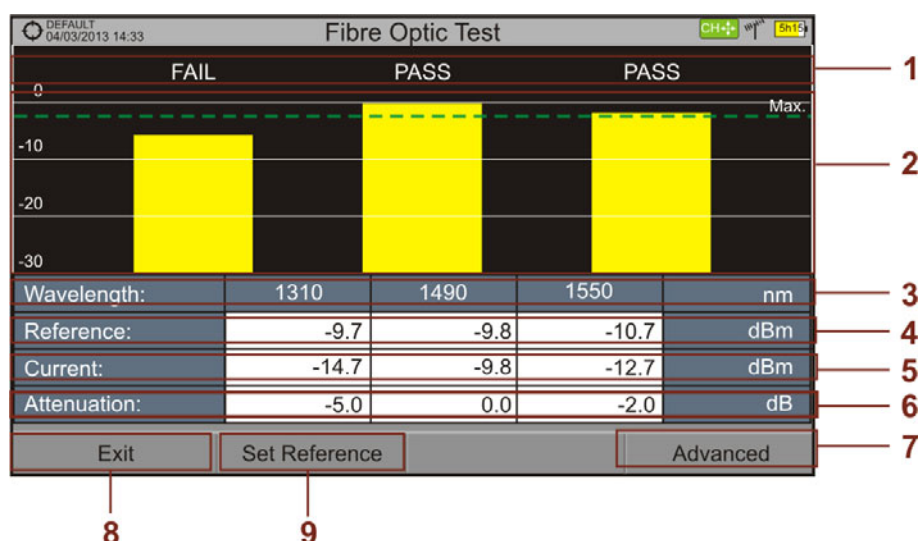 DEFAULT
04/03/2013 14:33
Fibre Optic Test
CH
5h15
FAIL PASS PASS
1
0
Max.
-10
2
-20
-30
Wavelength: 1310 1490 1550 nm
3
Reference: -9.7 -9.8 -10.7 dBm
4
Current: -14.7 -9.8 -12.7 dBm
5
Attenuation: -5.0 0.0 -2.0 dB
6
Exit Set Reference Advanced
7
8 9